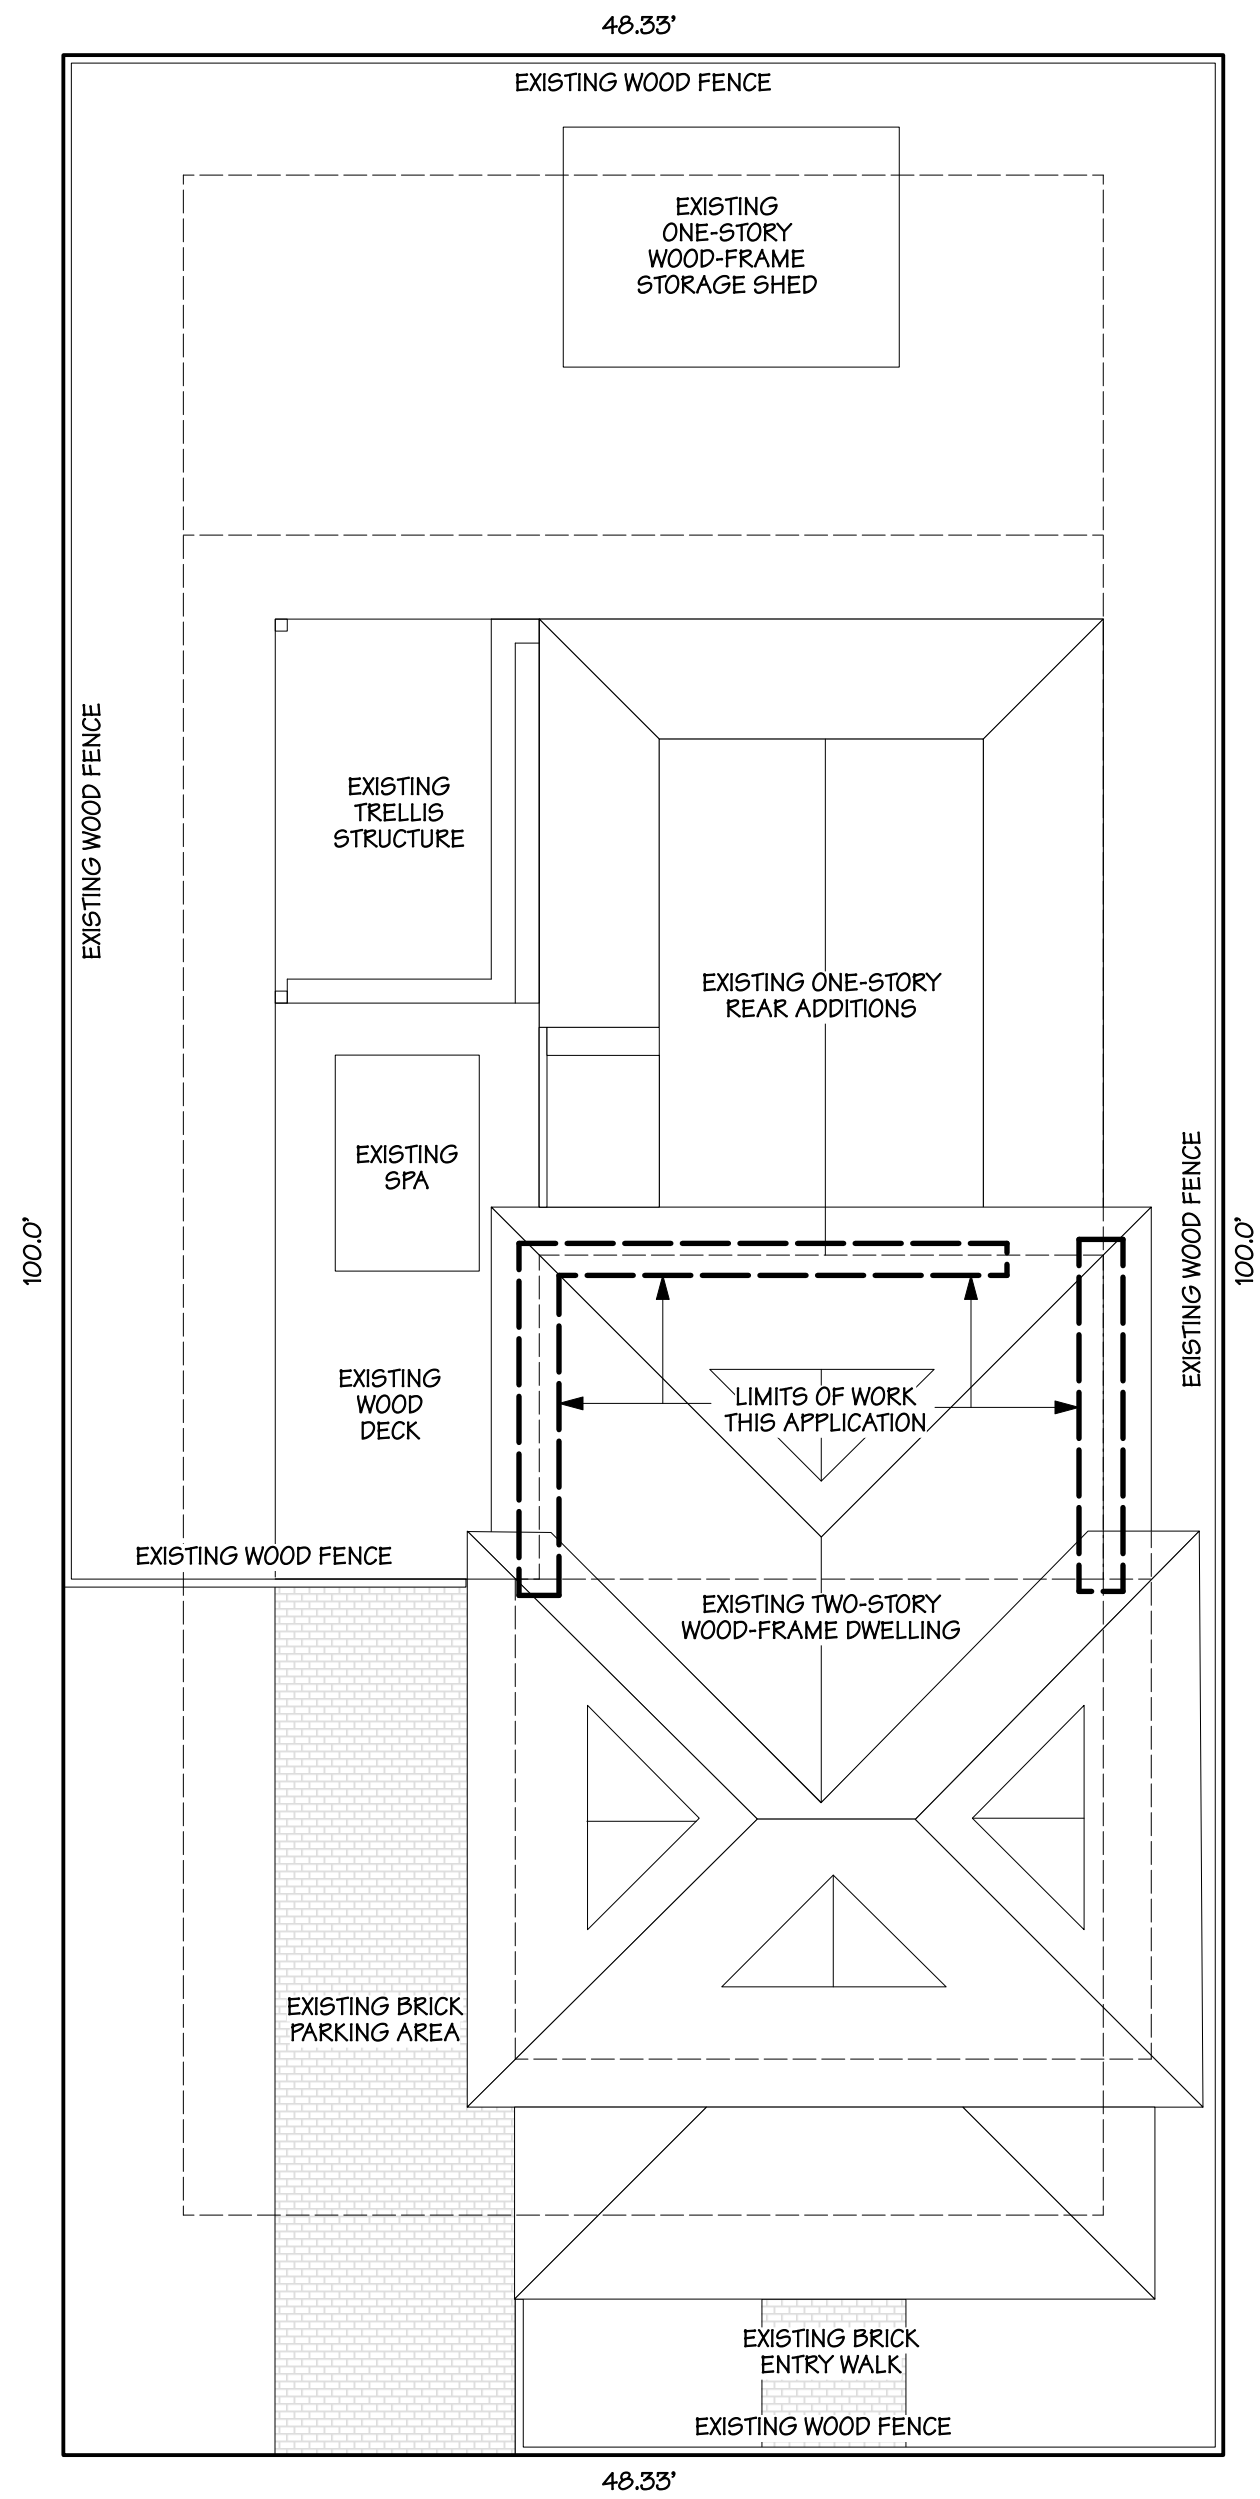 48.33'
EXISTING WOOD FENCE
EXISTING
ONE-STORY
WOOD-FRAME
STORAGE SHED
EXISTING WOOD FENCE
EXISTING
TRELLIS
STRUCTURE
EXISTING ONE-STORY
REAR ADDITIONS
EXISTING
SPA
EXISTING WOOD FENCE
100.0'
100.0'
EXISTING
WOOD
DECK
LIMITS OF WORK
THIS APPLICATION
EXISTING WOOD FENCE
EXISTING TWO-STORY
WOOD-FRAME DWELLING
EXISTING BRICK
PARKING AREA
EXISTING BRICK
ENTRY WALK
EXISTING WOOD FENCE
48.33'